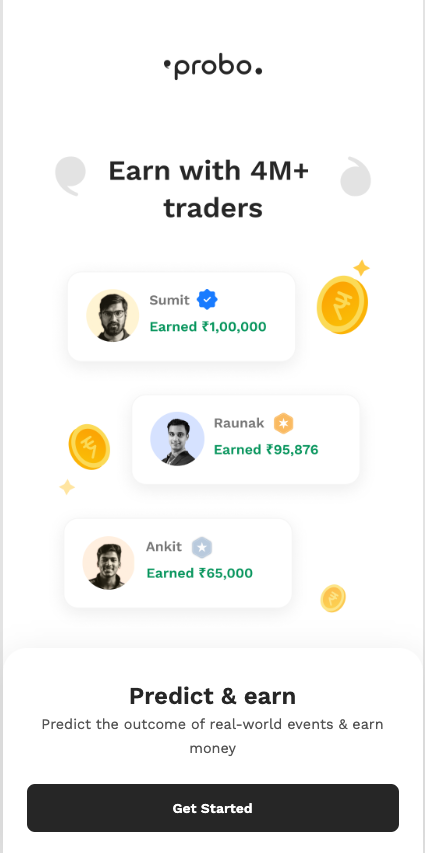 probo.
Earn with 4M+
traders
Sumit
Earned ₹1,00,000
₹
Raunak
Earned ₹95,876
₹
Ankit
Earned ₹65,000
₹
Predict & earn
Predict the outcome of real-world events & earn
money
Get Started